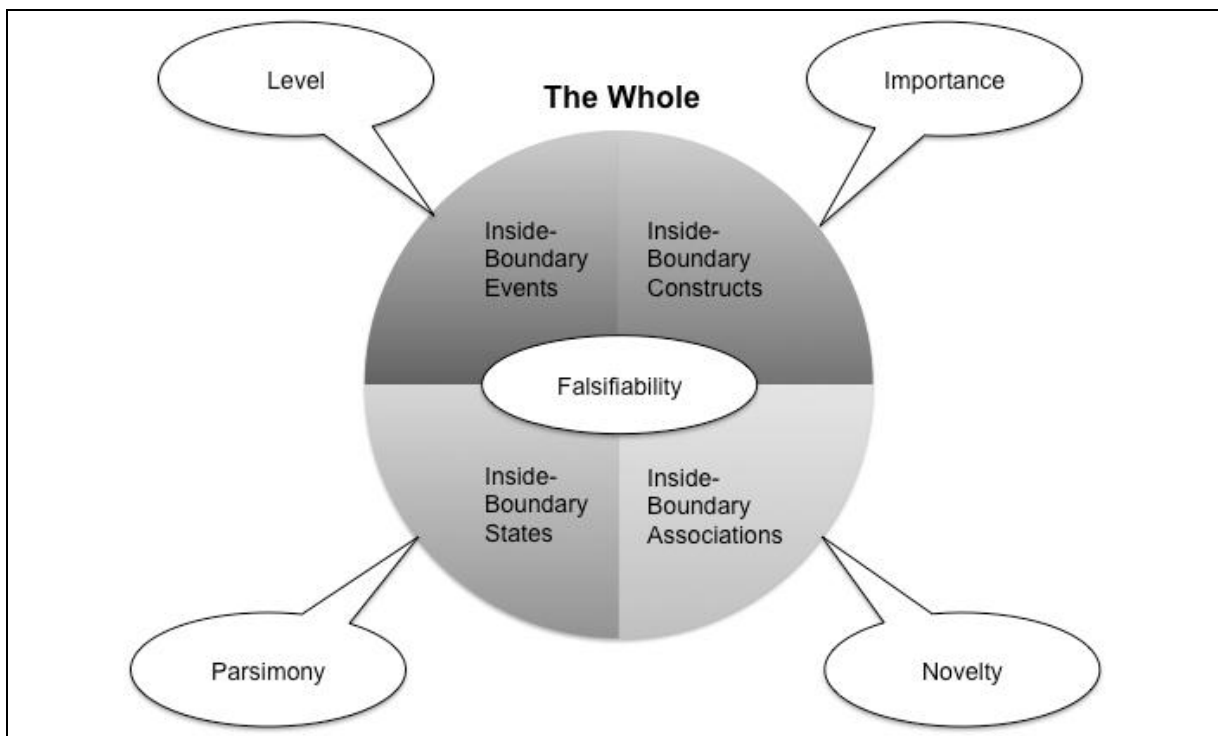 Level
Importance
The Whole
Inside-
Boundary
Events
Inside-
Boundary
Constructs
Falsifiability
Inside-
Boundary
States
Inside-
Boundary
Associations
Parsimony
Novelty